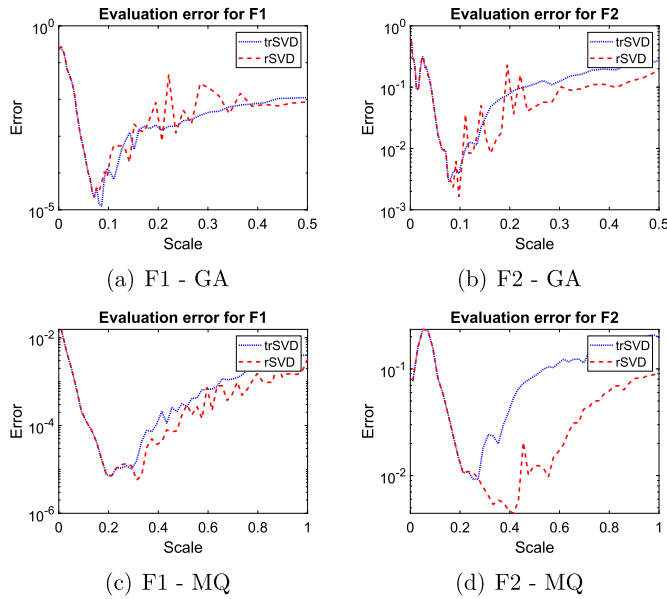 Evaluation error for F1
10^0
10^-5
Error
0 0.1 0.2 0.3 0.4 0.5
Scale
trSVD
rSVD
(a) F1 - GA
Evaluation error for F2
10^0
10^-1
10^-2
10^-3
Error
0 0.1 0.2 0.3 0.4 0.5
Scale
trSVD
rSVD
(b) F2 - GA
Evaluation error for F1
10^-2
10^-4
10^-6
Error
0 0.2 0.4 0.6 0.8 1
Scale
trSVD
rSVD
(c) F1 - MQ
Evaluation error for F2
10^-1
10^-2
Error
0 0.2 0.4 0.6 0.8 1
Scale
trSVD
rSVD
(d) F2 - MQ